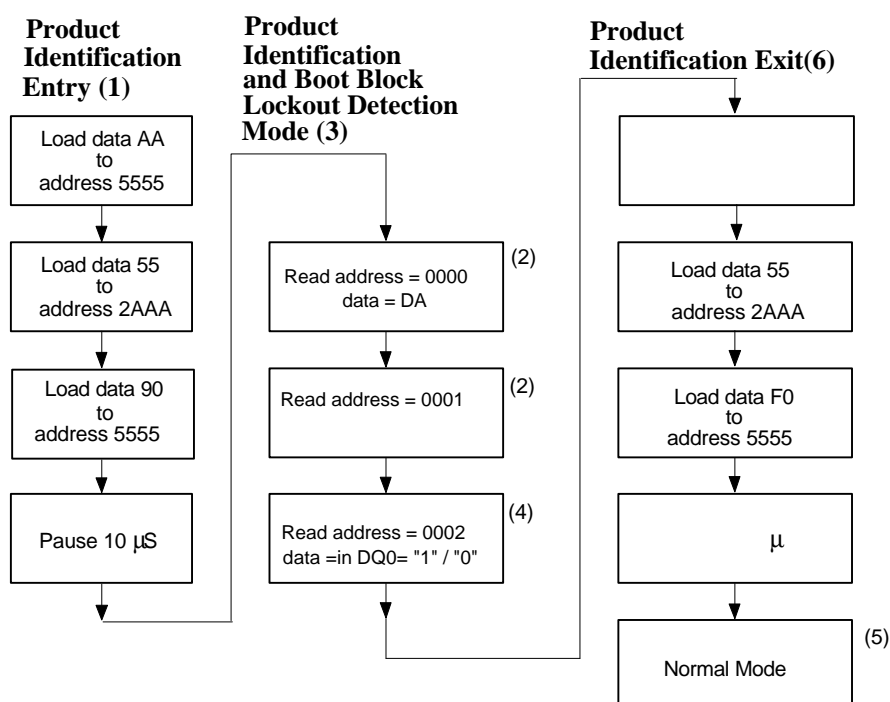 Product
Identification
Entry (1)
Load data AA
to
address 5555
Load data 55
to
address 2AAA
Load data 90
to
address 5555
Pause 10 µS
Product
Identification
and Boot Block
Lockout Detection
Mode (3)
Read address = 0000
data = DA
(2)
Read address = 0001
(2)
Read address = 0002
data =in DQ0= "1" / "0"
(4)
Product
Identification Exit(6)
Load data 55
to
address 2AAA
Load data F0
to
address 5555
µ
Normal Mode
(5)